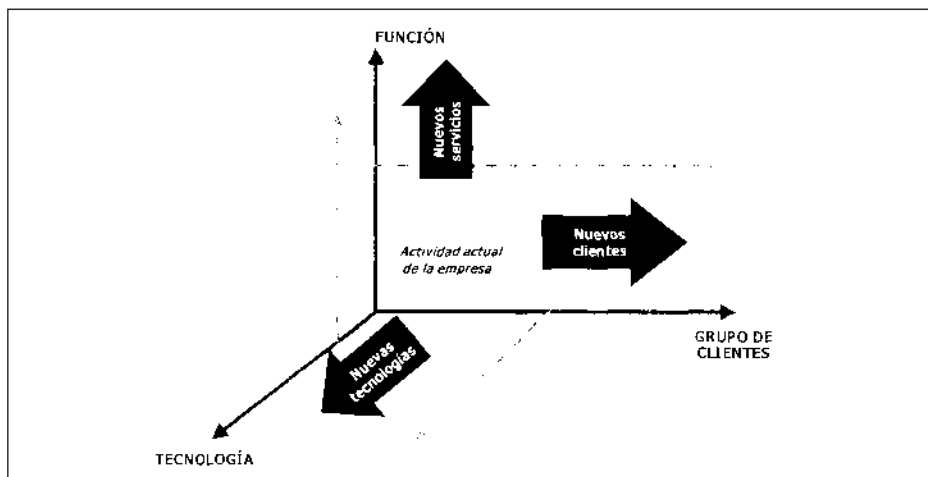 FUNCIÓN
Nuevos
servicios
Nuevos
clientes
Actividad actual
de la empresa
GRUPO DE
CLIENTES
Nuevas
tecnologías
TECNOLOGÍA